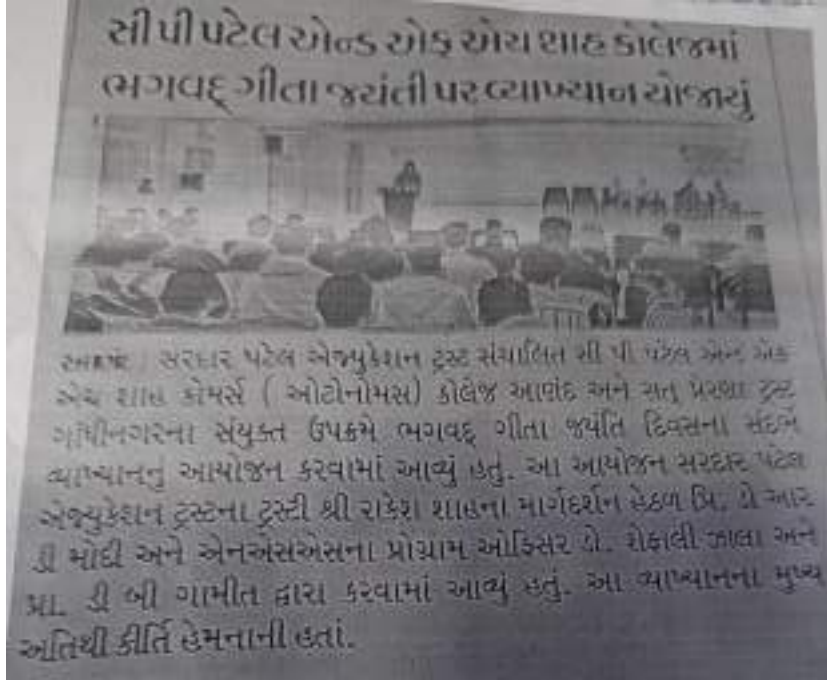 સી પી પટેલ એન્ડ એફ એચ શાહ કોલેજમાં
ભગવદ્ ગીતા જયંતી પર વ્યાખ્યાન યોજાયું
સરદાર પટેલ એજ્યુકેશન ટ્રસ્ટ સંચાલિત સી પી પટેલ એન્ડ એફ
એચ શાહ કોમર્સ ( ઓટોનોમસ) કોલેજ આણંદ અને સત્ પ્રેરણા ટ્રસ્ટ
ગાંધીનગરના સંયુક્ત ઉપક્રમે ભગવદ્ ગીતા જયંતિ દિવસના સંદર્ભે
વ્યાખ્યાનનું આયોજન કરવામાં આવ્યું હતું. આ આયોજન સરદાર પટેલ
એજ્યુકેશન ટ્રસ્ટના ટ્રસ્ટી શ્રી રાકેશ શાહના માર્ગદર્શન હેઠળ પ્રિ. ડો આર
ડી મોદી અને એનએસએસના પ્રોગ્રામ ઓફિસર ડો. શેફાલી ઝાલા અને
પ્રા. ડી બી ગામીત દ્વારા કરવામાં આવ્યું હતું. આ વ્યાખ્યાનના મુખ્ય
અતિથી કીર્તિ હેમનાની હતાં.